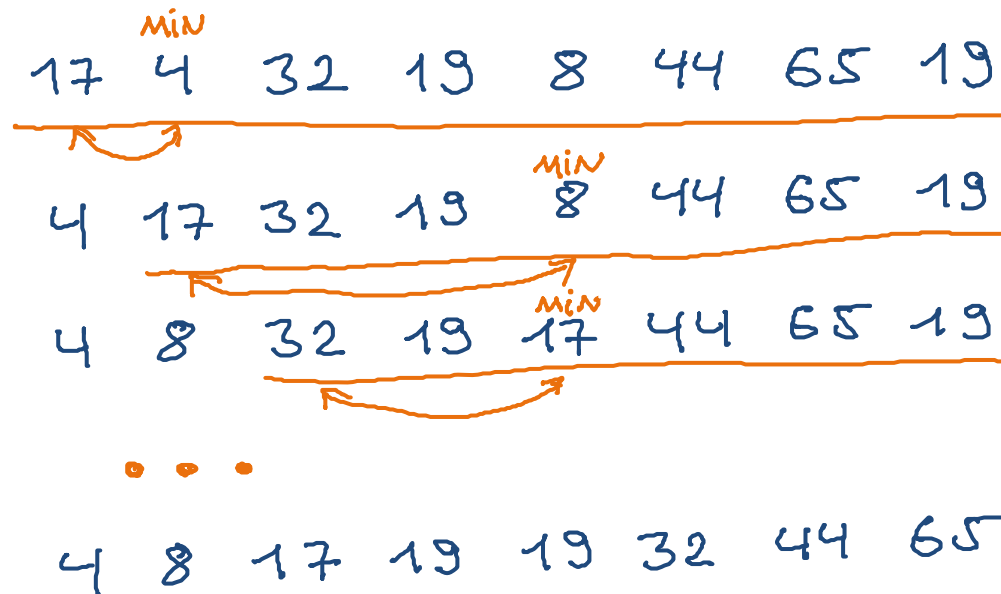 MIN
17 4 32 19 8 44 65 19
MIN
4 17 32 19 8 44 65 19
MIN
4 8 32 19 17 44 65 19
...
4 8 17 19 19 32 44 65